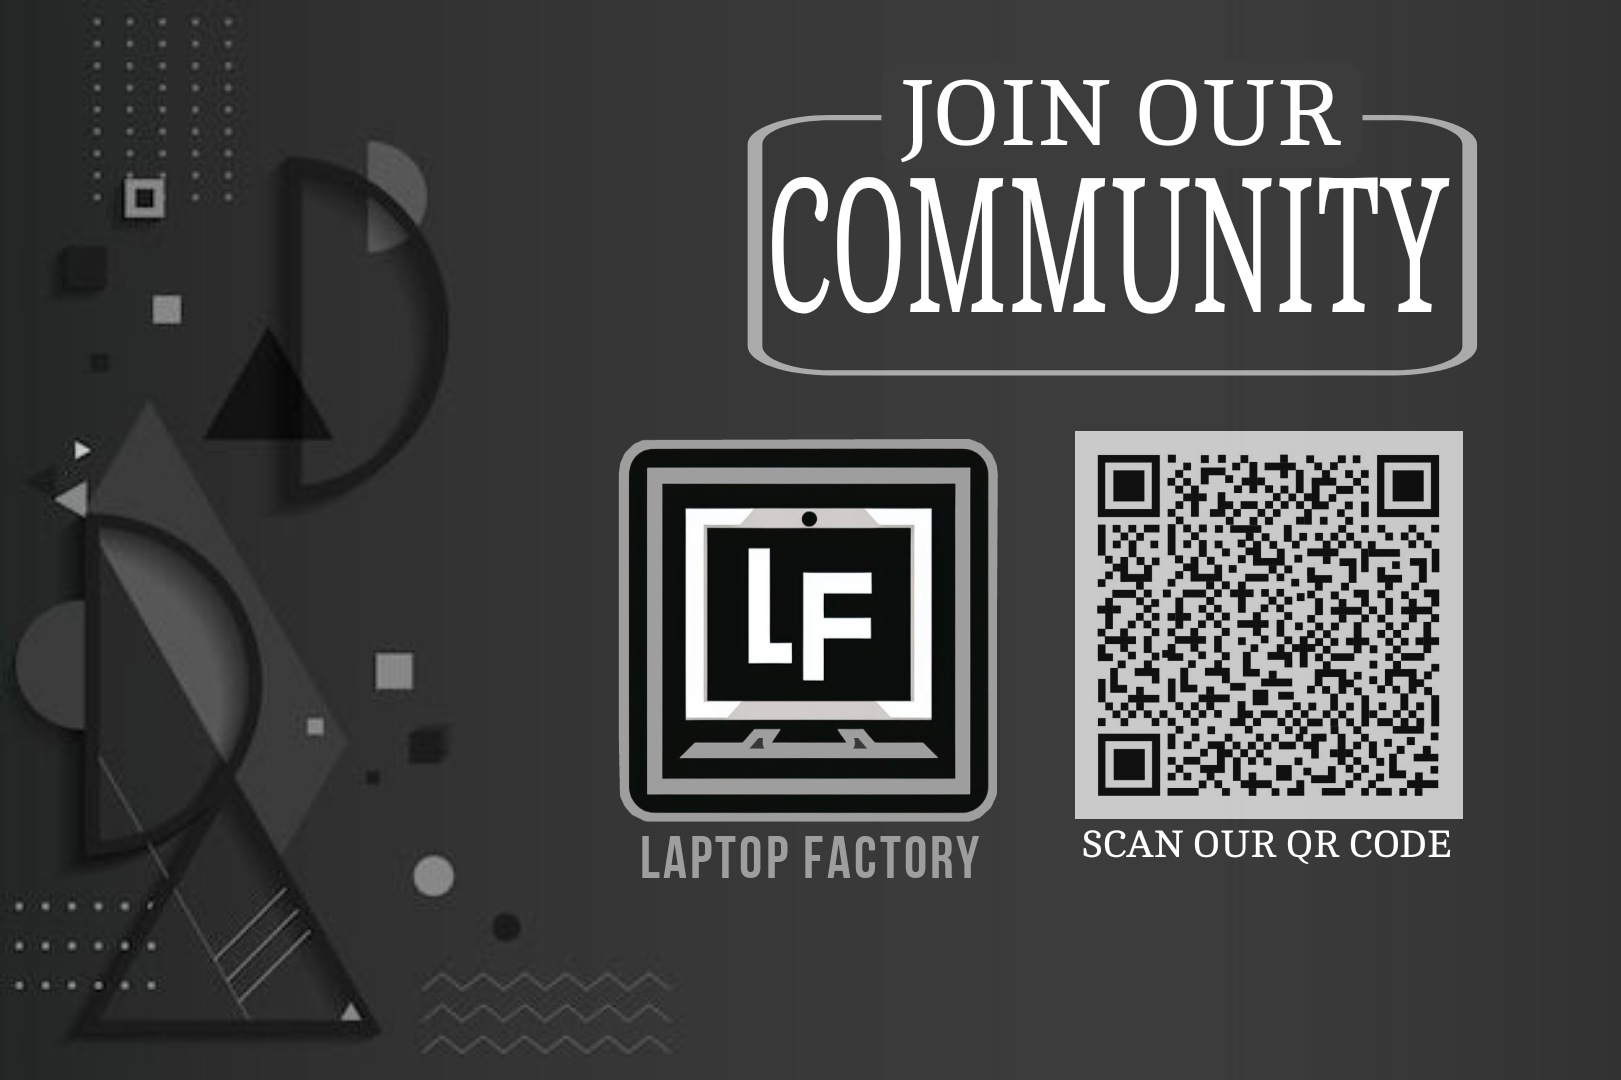 JOIN OUR
COMMUNITY
LF
LAPTOP FACTORY
SCAN OUR QR CODE